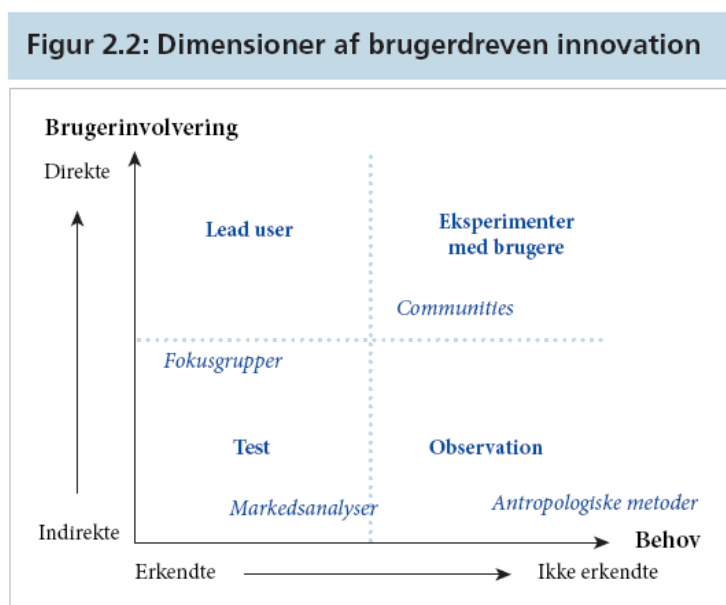 Figur 2.2: Dimensioner af brugerdreven innovation
Brugerinvolvering
Direkte
Lead user
Eksperimenter
med brugere
Communities
Fokusgrupper
Test
Observation
Markedsanalyser
Antropologiske metoder
Indirekte
Behov
Erkendte
Ikke erkendte